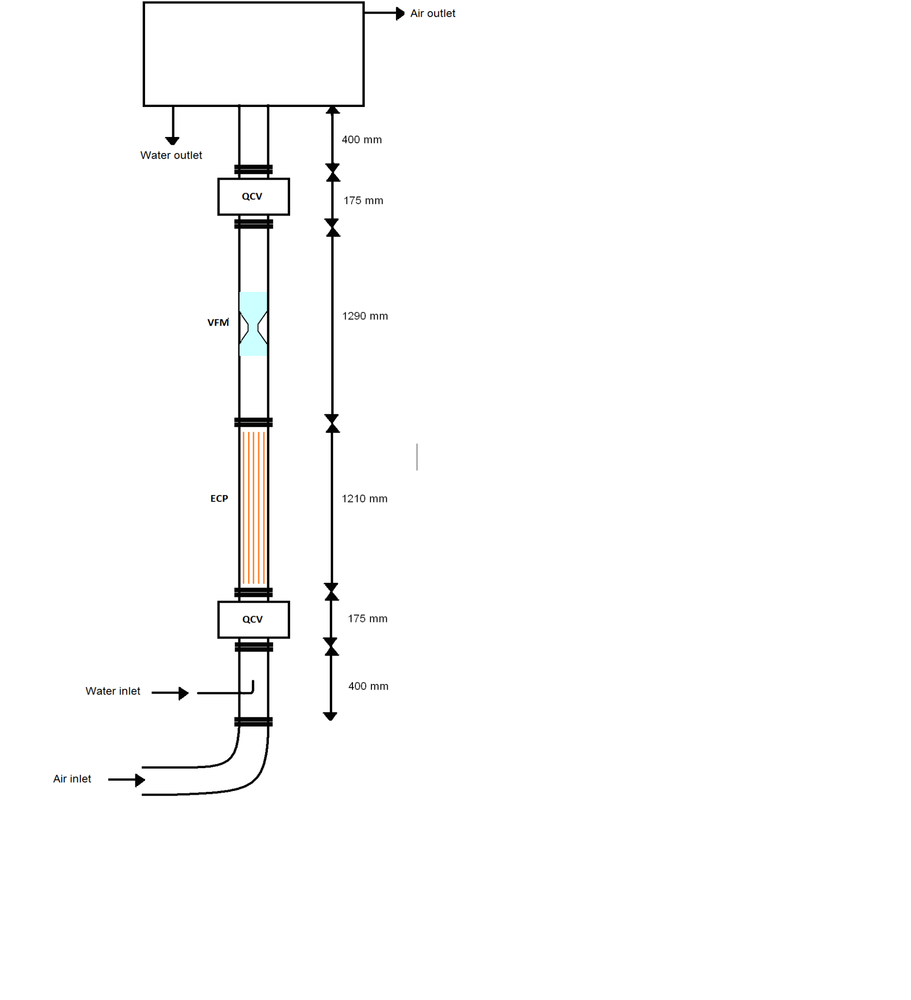 Air outlet
400 mm
Water outlet
QCV
175 mm
1290 mm
VFM
ECP
1210 mm
QCV
175 mm
400 mm
Water inlet
Air inlet